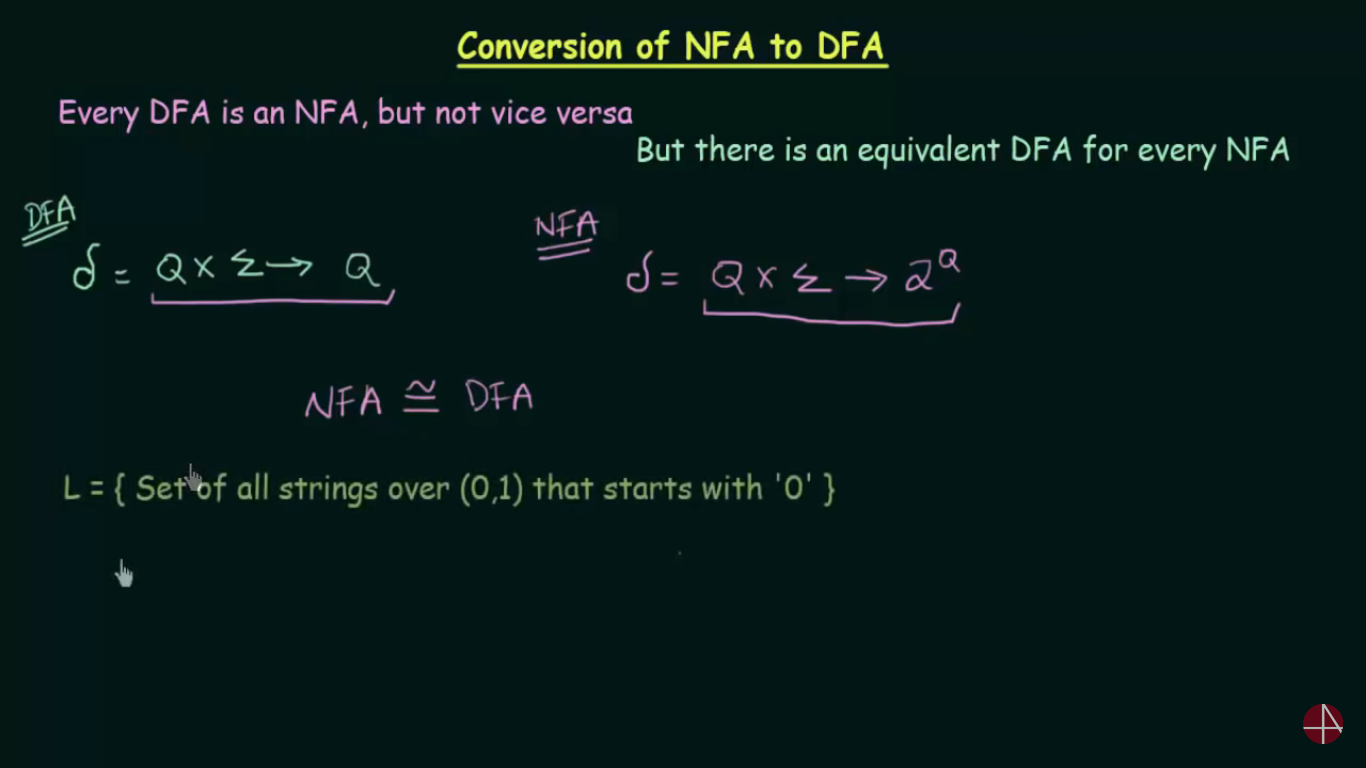 Conversion of NFA to DFA
Every DFA is an NFA, but not vice versa
But there is an equivalent DFA for every NFA
DFA
δ = Q × Σ → Q
NFA
δ = Q × Σ → 2^Q
NFA ≅ DFA
L = { Set of all strings over (0,1) that starts with '0' }